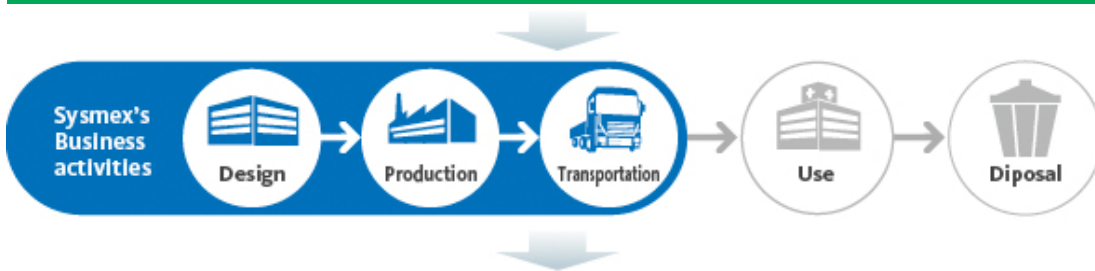 Sysmex's
Business
activities
Design
Production
Transportation
Use
Diposal